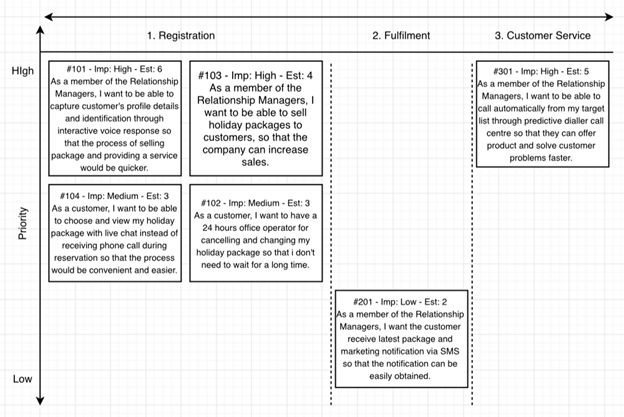 1. Registration
2. Fulfilment
3. Customer Service
HIgh
#101 - Imp: High - Est: 6
As a member of the Relationship
Managers, I want to be able to
capture customer's profile details
and identification through
interactive voice response so
that the process of selling
package and providing a service
would be quicker.
#103 - Imp: High - Est: 4
As a member of the
Relationship Managers, I
want to be able to sell
holiday packages to
customers, so that the
company can increase
sales.
#301 - Imp: High - Est: 5
As a member of the Relationship
Managers, I want to be able to
call automatically from my target
list through predictive dialler call
centre so that they can offer
product and solve customer
problems faster.
Priority
#104 - Imp: Medium - Est: 3
As a customer, I want to be able
to choose and view my holiday
package with live chat instead of
receiving phone call during
reservation so that the process
would be convenient and easier.
#102 - Imp: Medium - Est: 3
As a customer, I want to have a
24 hours office operator for
cancelling and changing my
holiday package so that i don't
need to wait for a long time.
#201 - Imp: Low - Est: 2
As a member of the Relationship
Managers, I want the customer
receive latest package and
marketing notification via SMS
so that the notification can be
easily obtained.
Low